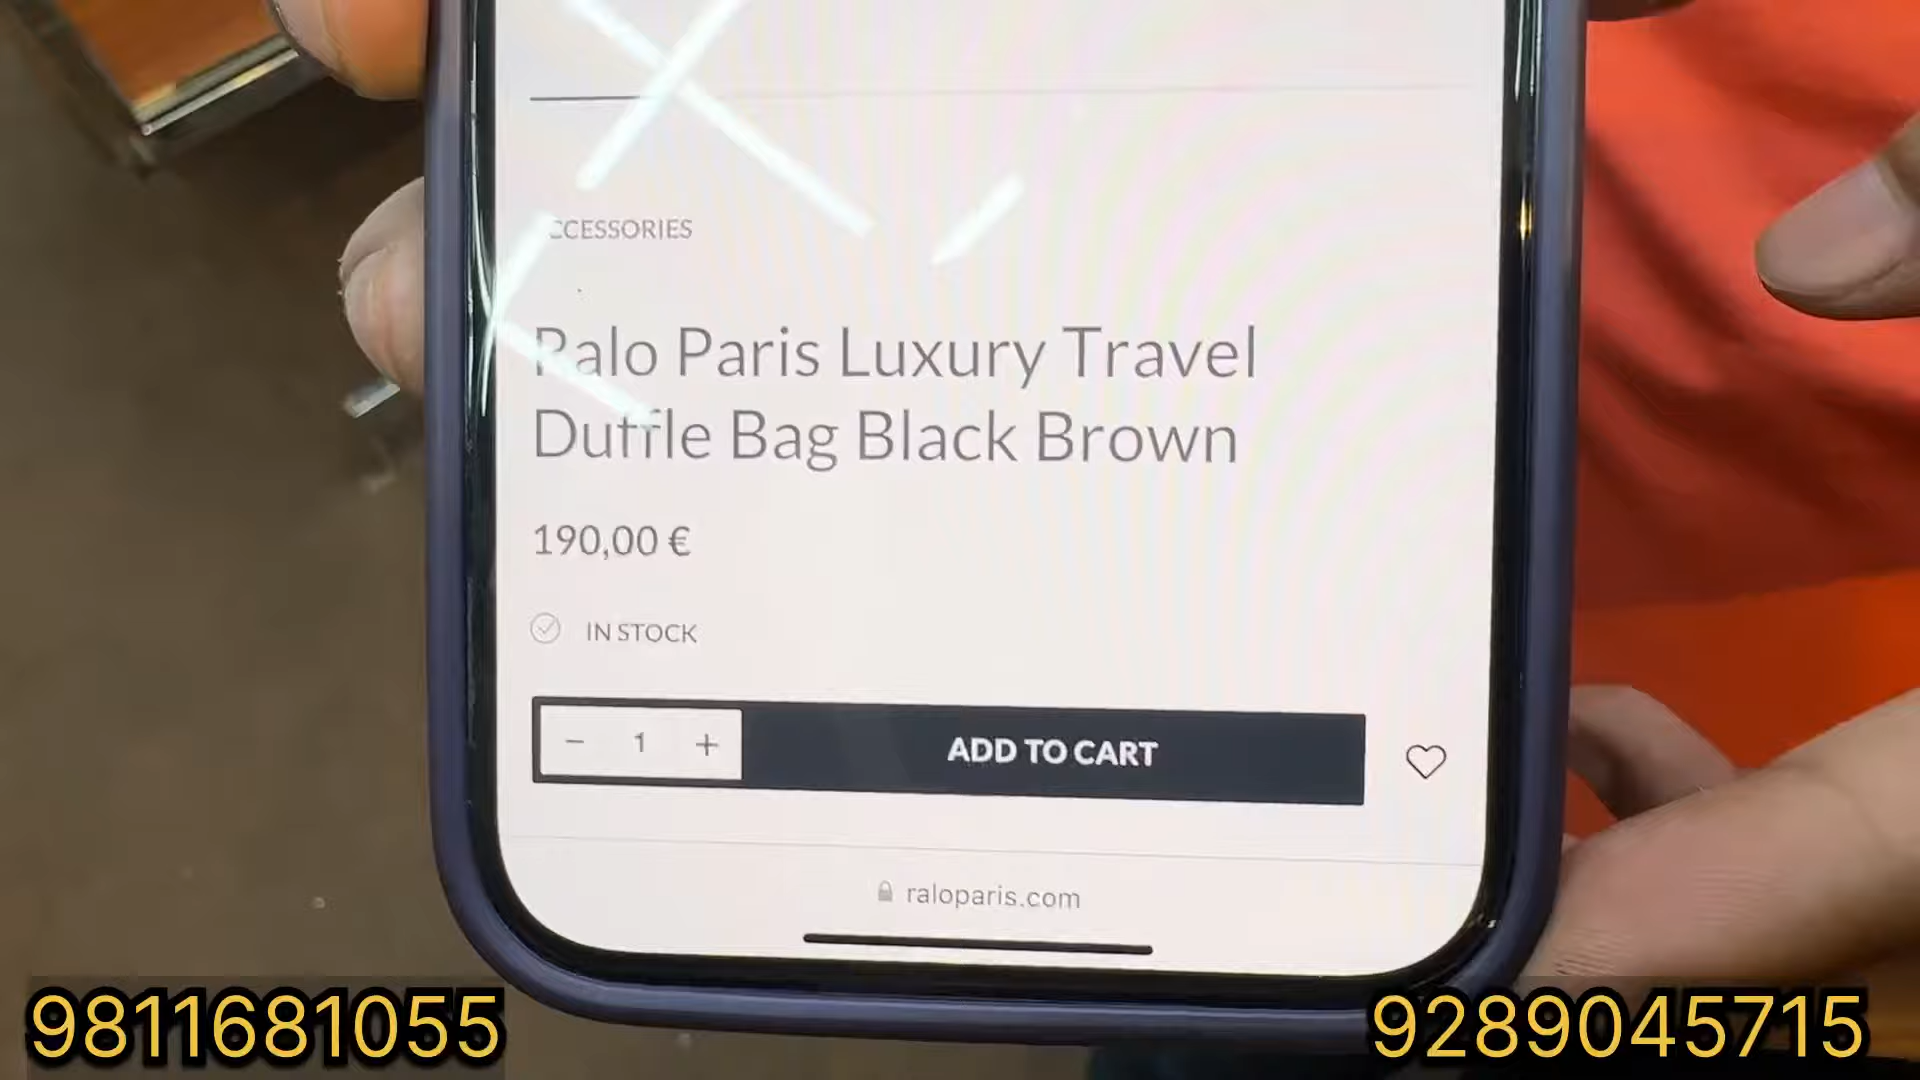 CCESSORIES
Ralo Paris Luxury Travel
Duffle Bag Black Brown
190,00 €
IN STOCK
− 1 +
ADD TO CART
raloparis.com
9811681055
9289045715